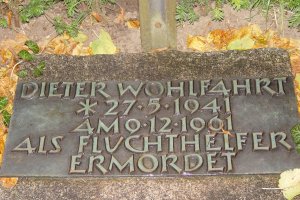 DIETER WOHLFAHRT
* 27·5·1941
AM 9·12·1961
ALS FLUCHTHELFER
ERMORDET